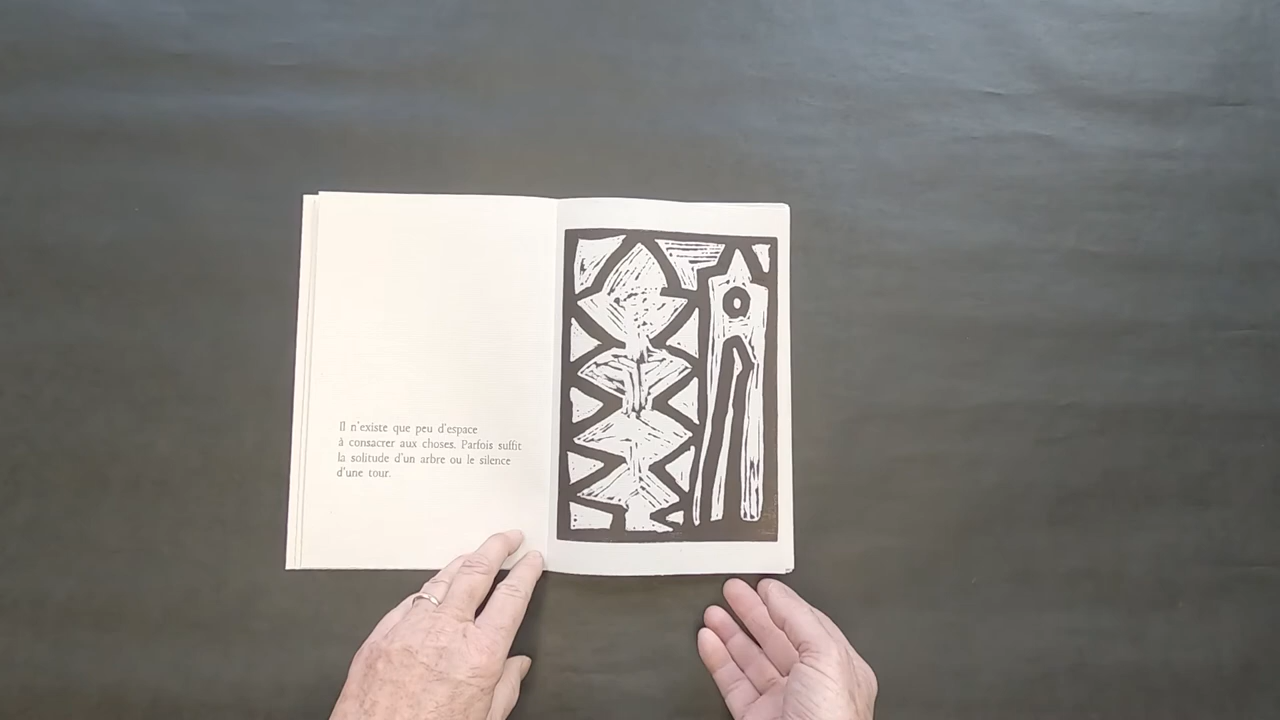 Il n'existe que peu d'espace
à consacrer aux choses. Parfois suffit
la solitude d'un arbre ou le silence
d'une tour.